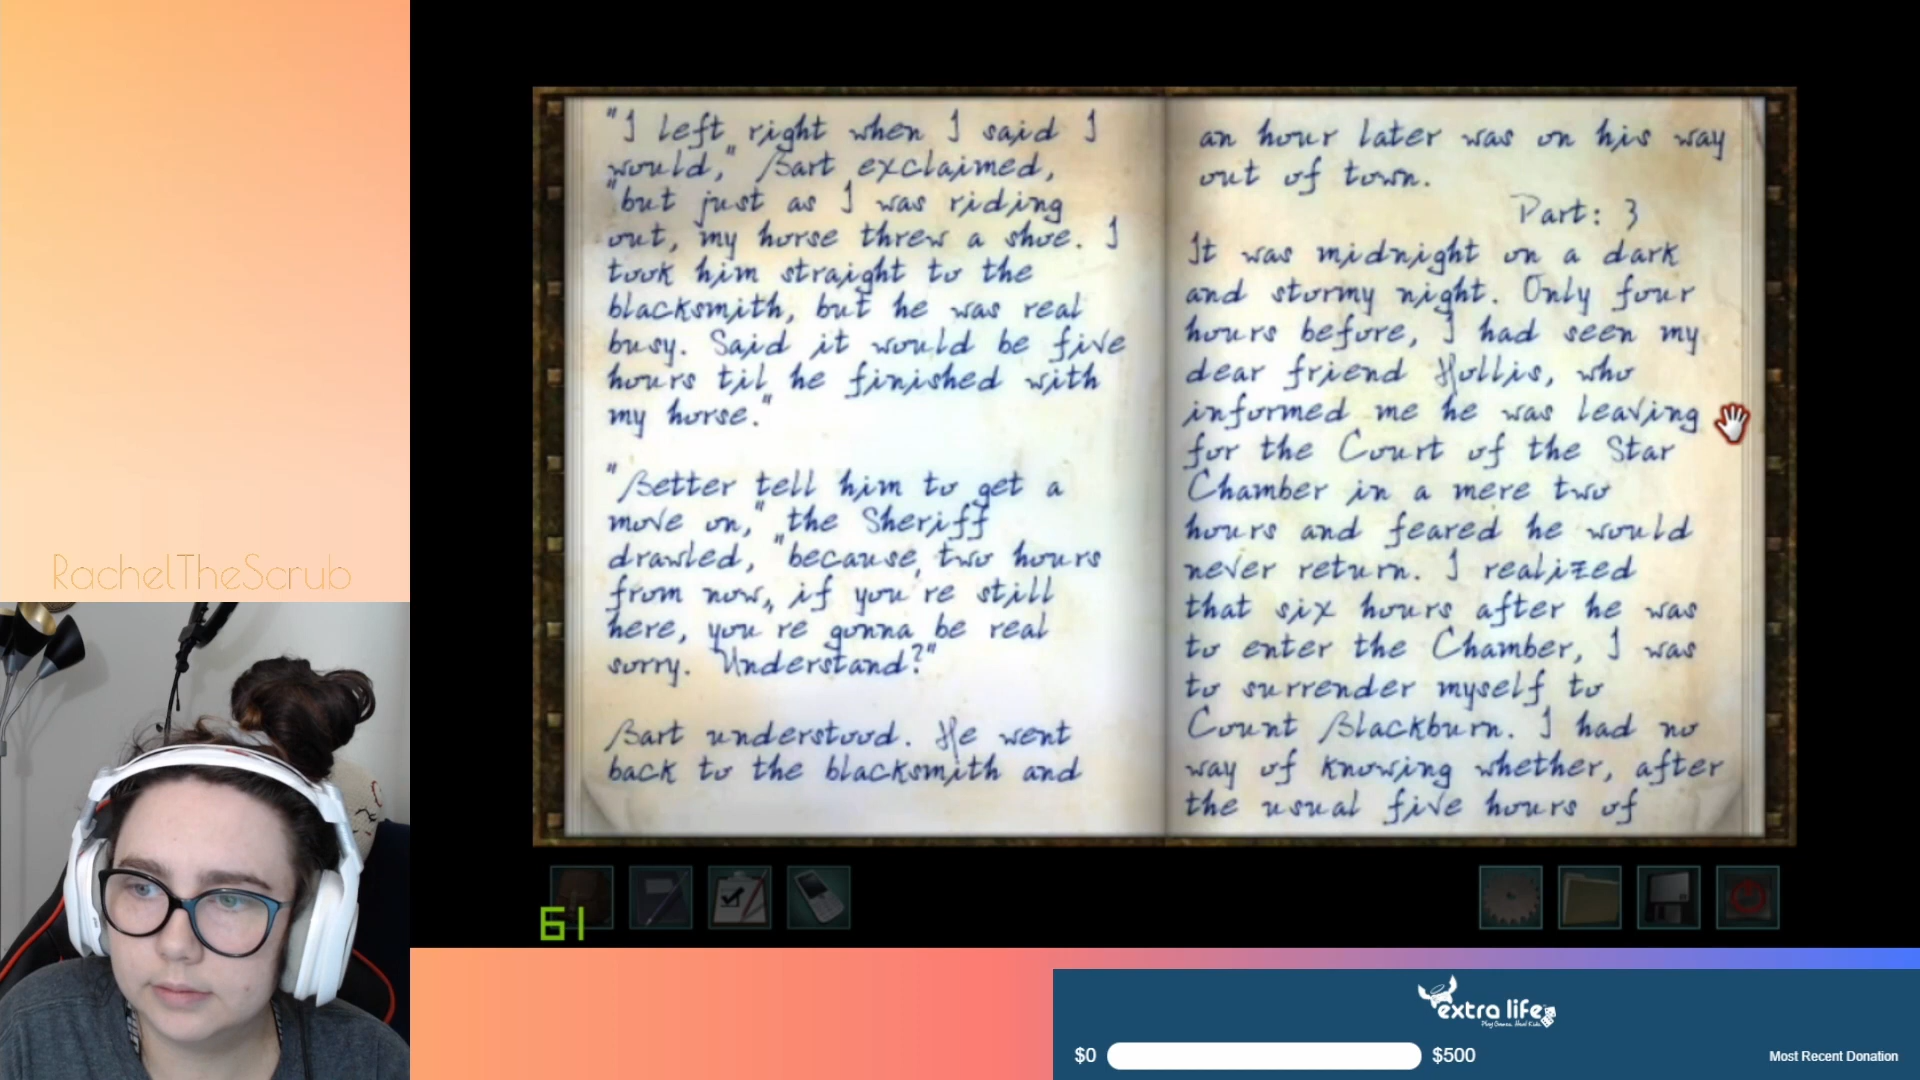 "I left right when I said I
would," Bart exclaimed,
"but just as I was riding
out, my horse threw a shoe. I
took him straight to the
blacksmith, but he was real
busy. Said it would be five
hours til he finished with
my horse."
"Better tell him to get a
move on," the Sheriff
drawled, "because, two hours
from now, if you're still
here, you're gonna be real
sorry. Understand?"
Bart understood. He went
back to the blacksmith and
an hour later was on his way
out of town.
Part: 3
It was midnight on a dark
and stormy night. Only four
hours before, I had seen my
dear friend Hollis, who
informed me he was leaving
for the Court of the Star
Chamber in a mere two
hours and feared he would
never return. I realized
that six hours after he was
to enter the Chamber, I was
to surrender myself to
Count Blackburn. I had no
way of knowing whether, after
the usual five hours of
RachelTheScrub
61
extra life
Play Games. Heal Kids.
$0
$500
Most Recent Donation